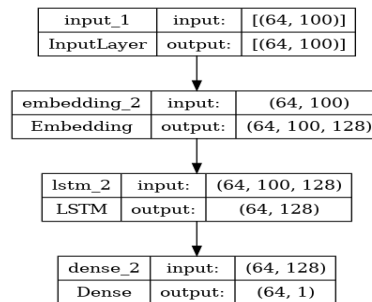 input_1 input: [(64, 100)]
InputLayer output: [(64, 100)]
embedding_2 input: (64, 100)
Embedding output: (64, 100, 128)
lstm_2 input: (64, 100, 128)
LSTM output: (64, 128)
dense_2 input: (64, 128)
Dense output: (64, 1)